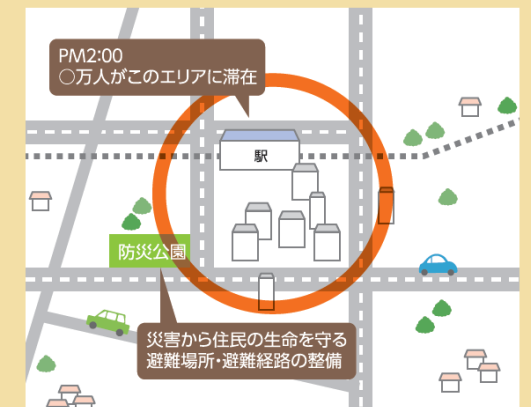 PM2:00
○万人がこのエリアに滞在
駅
防災公園
災害から住民の生命を守る
避難場所・避難経路の整備